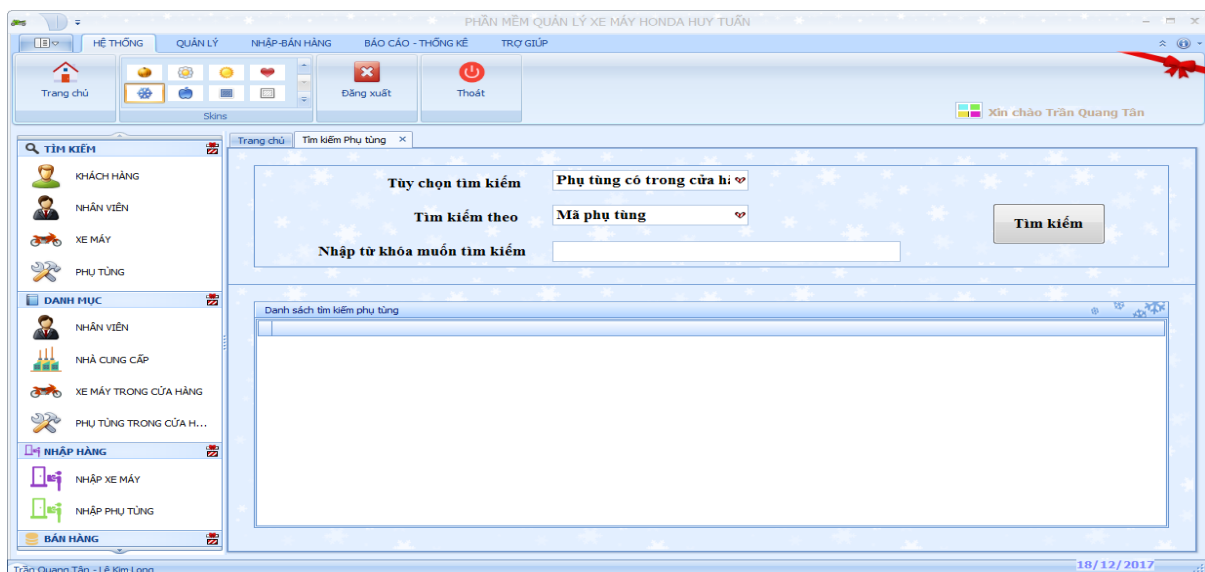 PHẦN MỀM QUẢN LÝ XE MÁY HONDA HUY TUẤN
HỆ THỐNG QUẢN LÝ NHẬP-BÁN HÀNG BÁO CÁO - THỐNG KÊ TRỢ GIÚP
Trang chủ Đăng xuất Thoát
Skins
Xin chào Trần Quang Tân
Trang chủ Tìm kiếm Phụ tùng
TÌM KIẾM
KHÁCH HÀNG
NHÂN VIÊN
XE MÁY
PHỤ TÙNG
DANH MỤC
NHÂN VIÊN
NHÀ CUNG CẤP
XE MÁY TRONG CỬA HÀNG
PHỤ TÙNG TRONG CỬA H...
NHẬP HÀNG
NHẬP XE MÁY
NHẬP PHỤ TÙNG
BÁN HÀNG
Tùy chọn tìm kiếm Phụ tùng có trong cửa
Tìm kiếm theo Mã phụ tùng
Nhập từ khóa muốn tìm kiếm
Tìm kiếm
Danh sách tìm kiếm phụ tùng
Trần Quang Tân - Lê Kim Long
18/12/2017